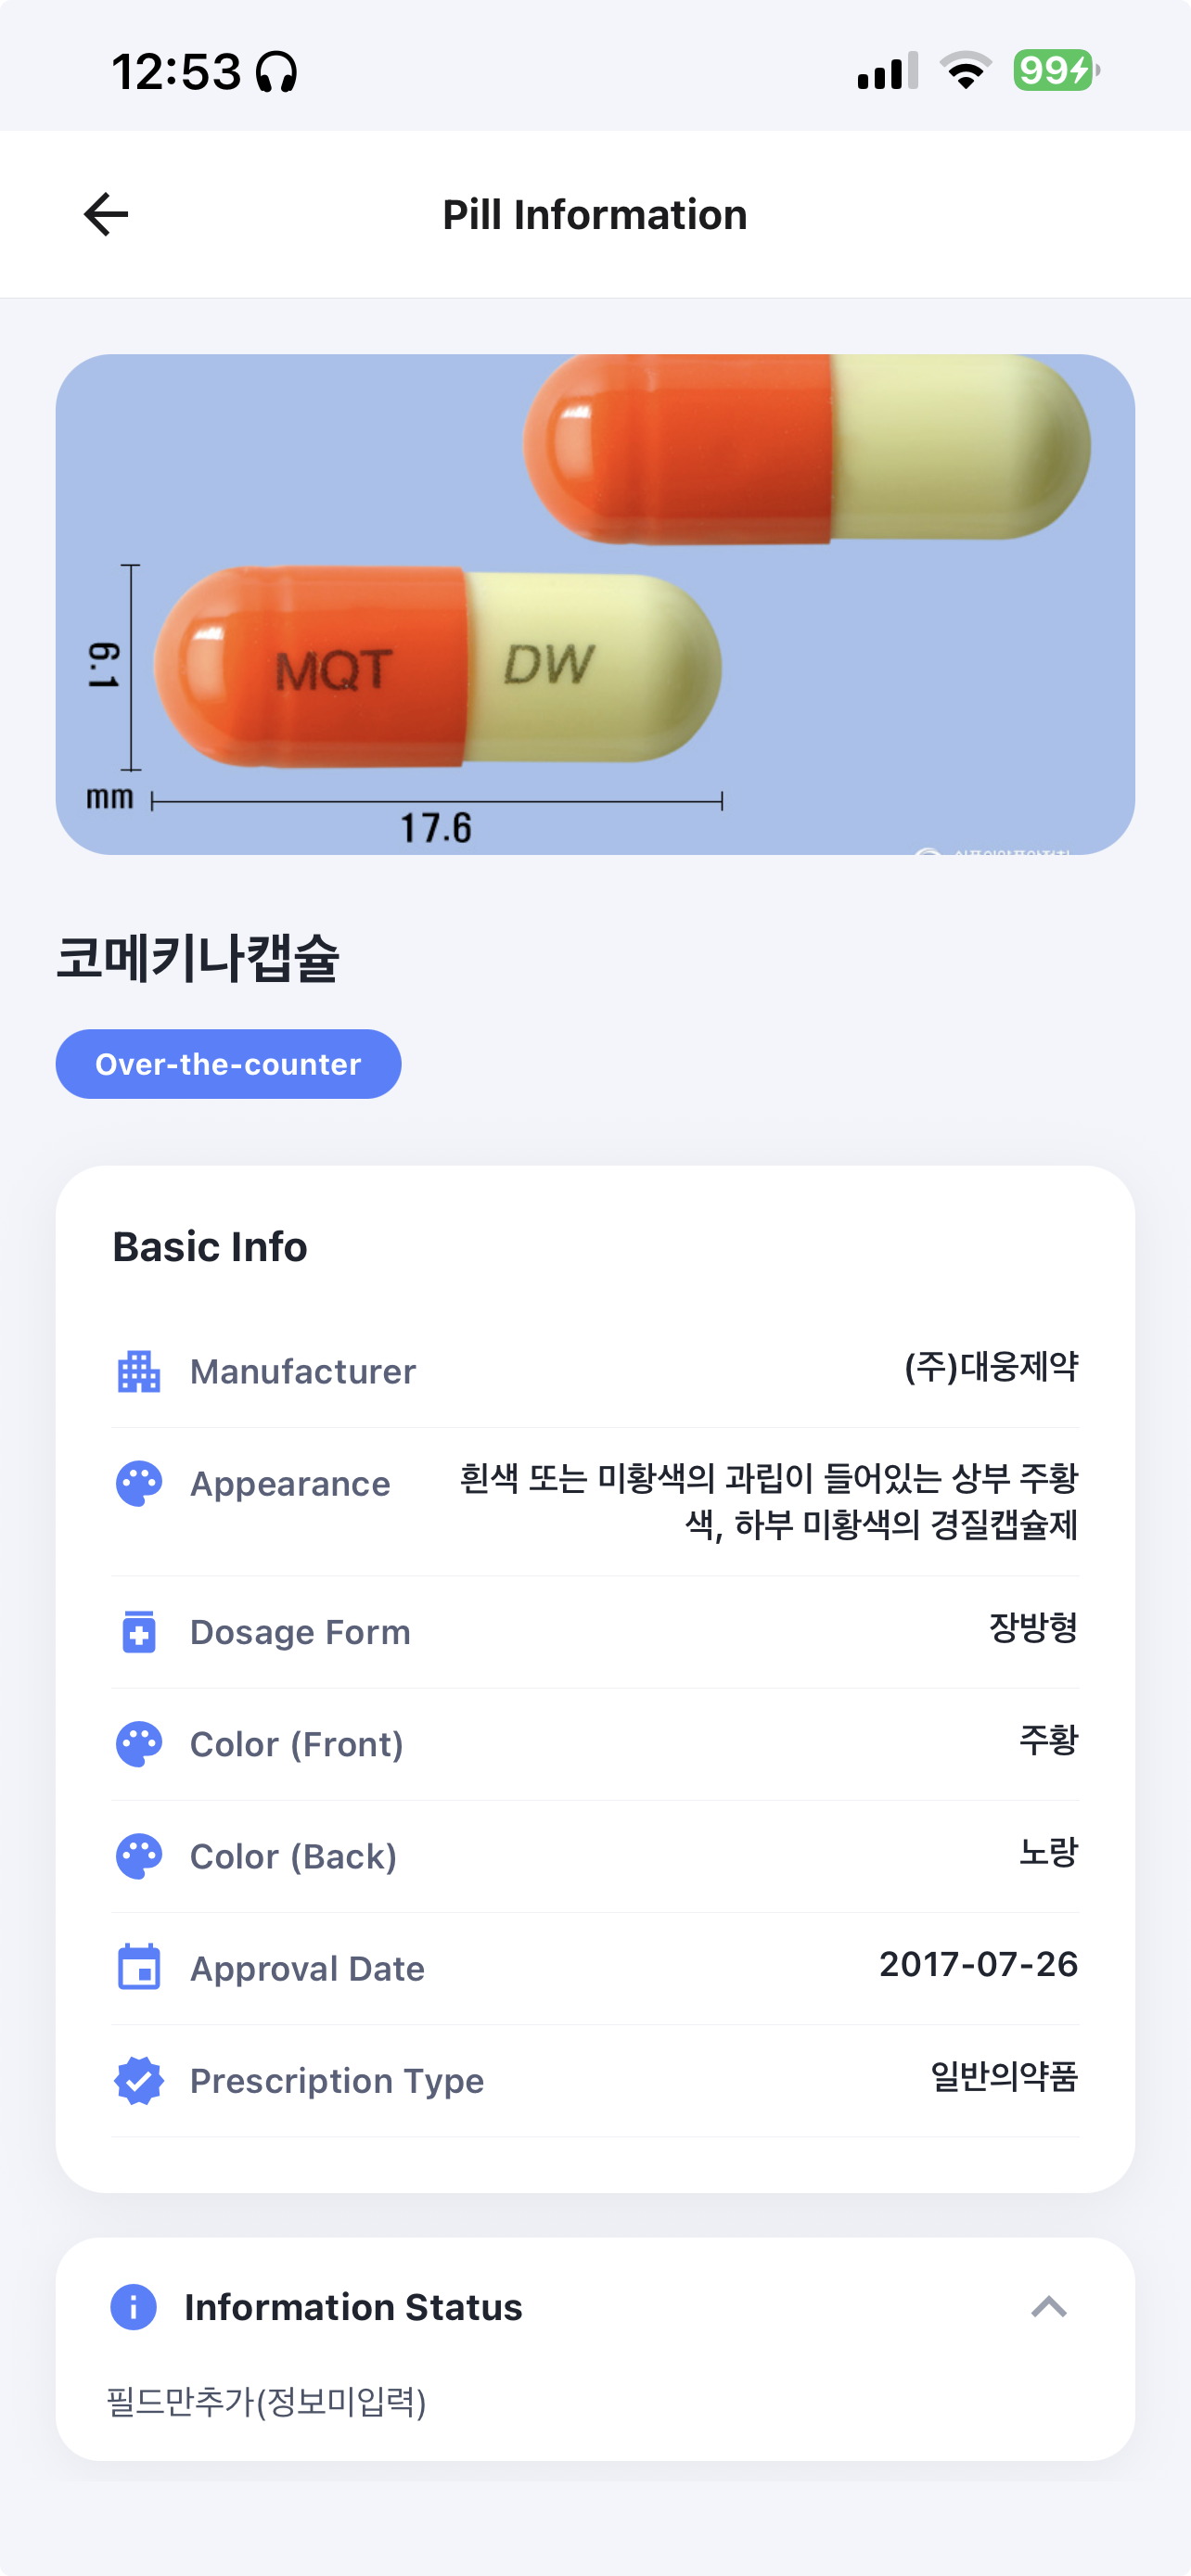 12:53
99
Pill Information
MQT
DW
6.1
mm
17.6
코메키나캡슐
Over-the-counter
Basic Info
Manufacturer
(주)대웅제약
Appearance
흰색 또는 미황색의 과립이 들어있는 상부 주황
색, 하부 미황색의 경질캡슐제
Dosage Form
장방형
Color (Front)
주황
Color (Back)
노랑
Approval Date
2017-07-26
Prescription Type
일반의약품
Information Status
필드만추가(정보미입력)